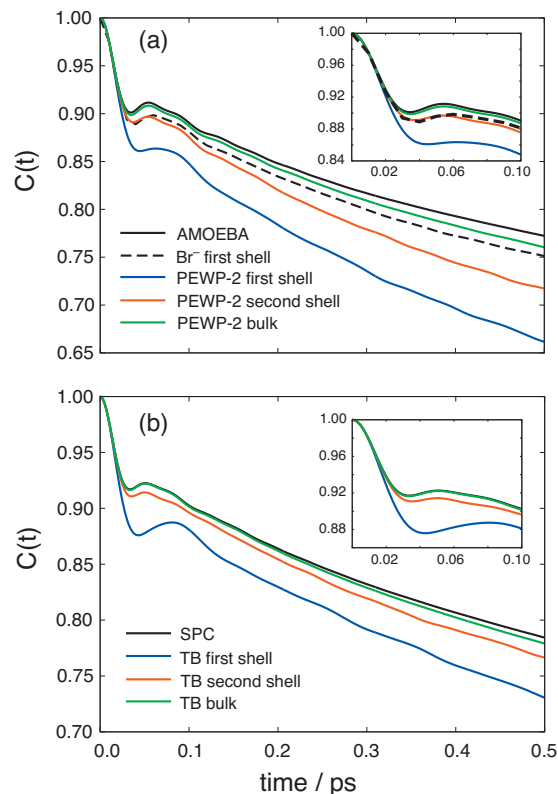 1.00
(a)
0.95
0.90
0.85
0.80
0.75
0.70
0.65
C(t)
1.00
0.96
0.92
0.88
0.84
0.02
0.06
0.10
AMOEBA
Br⁻ first shell
PEWP-2 first shell
PEWP-2 second shell
PEWP-2 bulk
1.00
(b)
0.95
0.90
0.85
0.80
0.75
0.70
C(t)
1.00
0.96
0.92
0.88
0.02
0.06
0.10
SPC
TB first shell
TB second shell
TB bulk
0.0 0.1 0.2 0.3 0.4 0.5
time / ps